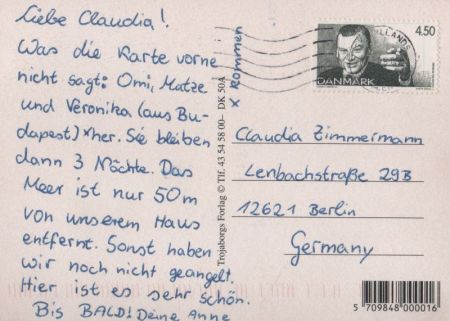 Liebe Claudia!
Was die Karte vorne
nicht sagt: Omi, Matze
und Veronika (aus Bu-
dapest) *her. Sie bleiben
dann 3 Nächte. Das
Meer ist nur 50m
von unserem Haus
entfernt. Sonst haben
wir noch nicht geangelt.
Hier ist es sehr schön.
Bis BALD! Deine Anne
x kommen
Trojaborgs Forlag © Tlf. 43 54 58 00– DK 50A
4.50
DANMARK
Claudia Zimmermann
Lenbachstraße 29B
12621 Berlin
Germany
5 709848 000016